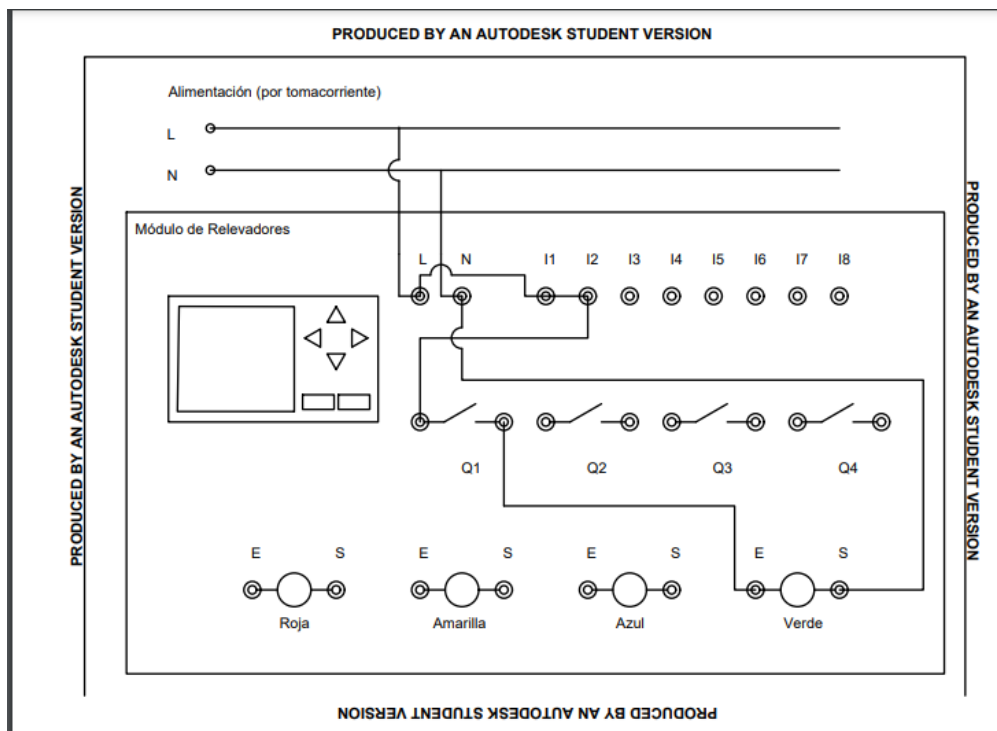 PRODUCED BY AN AUTODESK STUDENT VERSION
Alimentación (por tomacorriente)
L
N
Módulo de Relevadores
L N I1 I2 I3 I4 I5 I6 I7 I8
Q1 Q2 Q3 Q4
E S E S E S E S
Roja Amarilla Azul Verde
PRODUCED BY AN AUTODESK STUDENT VERSION
PRODUCED BY AN AUTODESK STUDENT VERSION
PRODUCED BY AN AUTODESK STUDENT VERSION